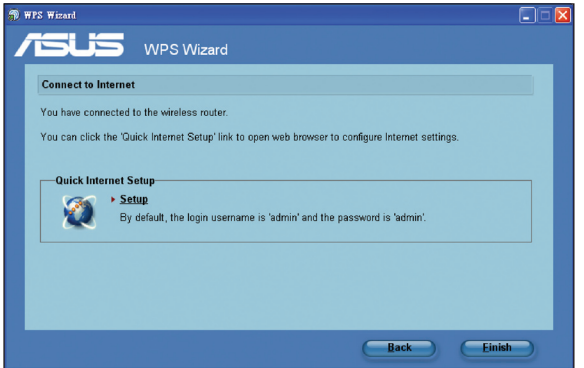 WPS Wizard
ASUS WPS Wizard
Connect to Internet
You have connected to the wireless router.
You can click the 'Quick Internet Setup' link to open web browser to configure Internet settings.
Quick Internet Setup
Setup
By default, the login username is 'admin' and the password is 'admin'.
Back Finish